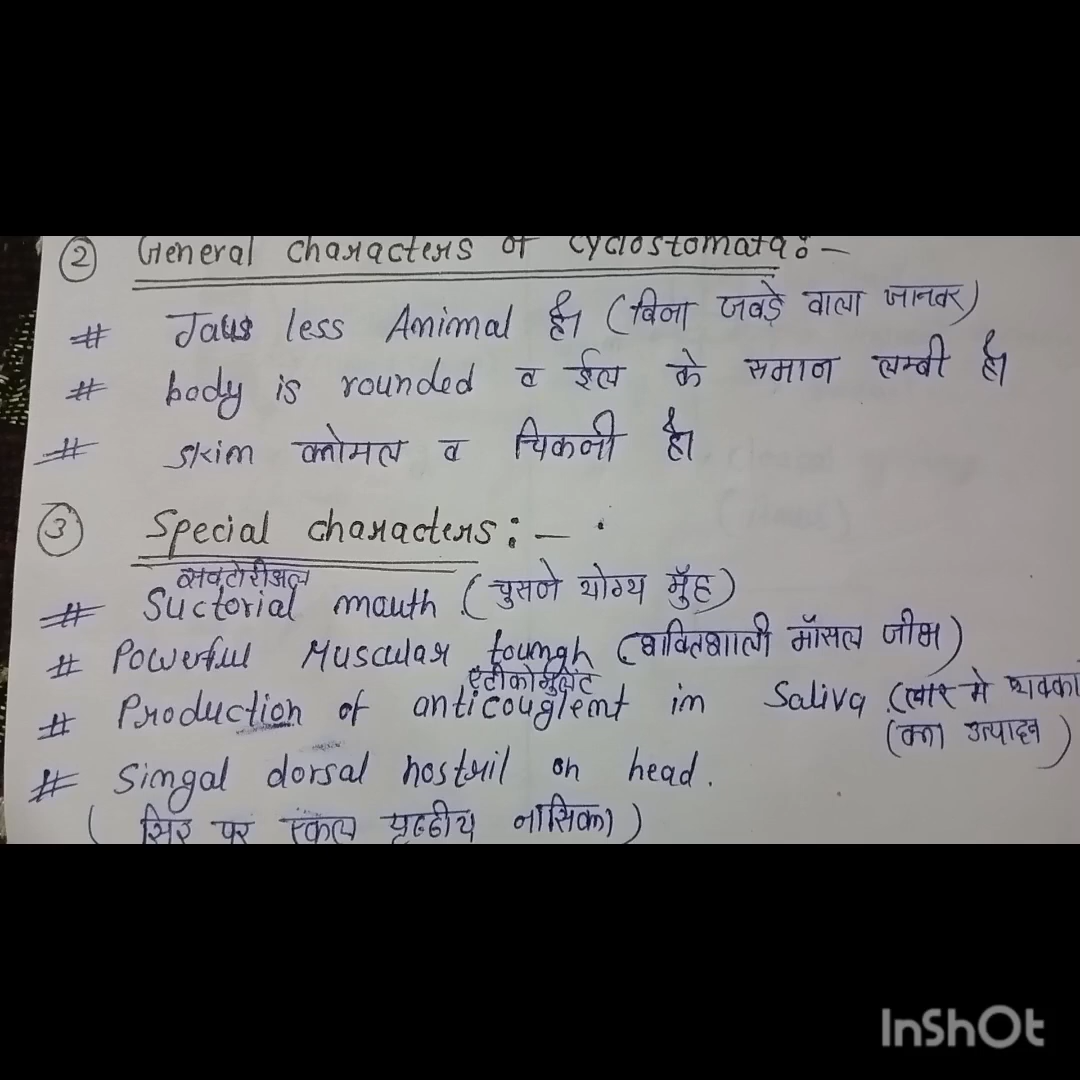 ② General characters of Cyclostomata:-
# Jaws less Animal है। (बिना जबड़े वाला जानवर)
# body is rounded व ईल के समान लम्बी है।
# skin कोमल व चिकनी है।
③ Special characters:-
सक्टोरीअल
# Suctorial mouth (चुसने योग्य मुँह)
# Powerful Muscular toungh (शक्तिशाली माँसल जीभ)
# Production of anticouglent in Saliva (लार मे थक्का
(का उत्पादन)
# Singal dorsal nostril on head.
(सिर पर एकल पृष्ठीय नासिका)
InShOt